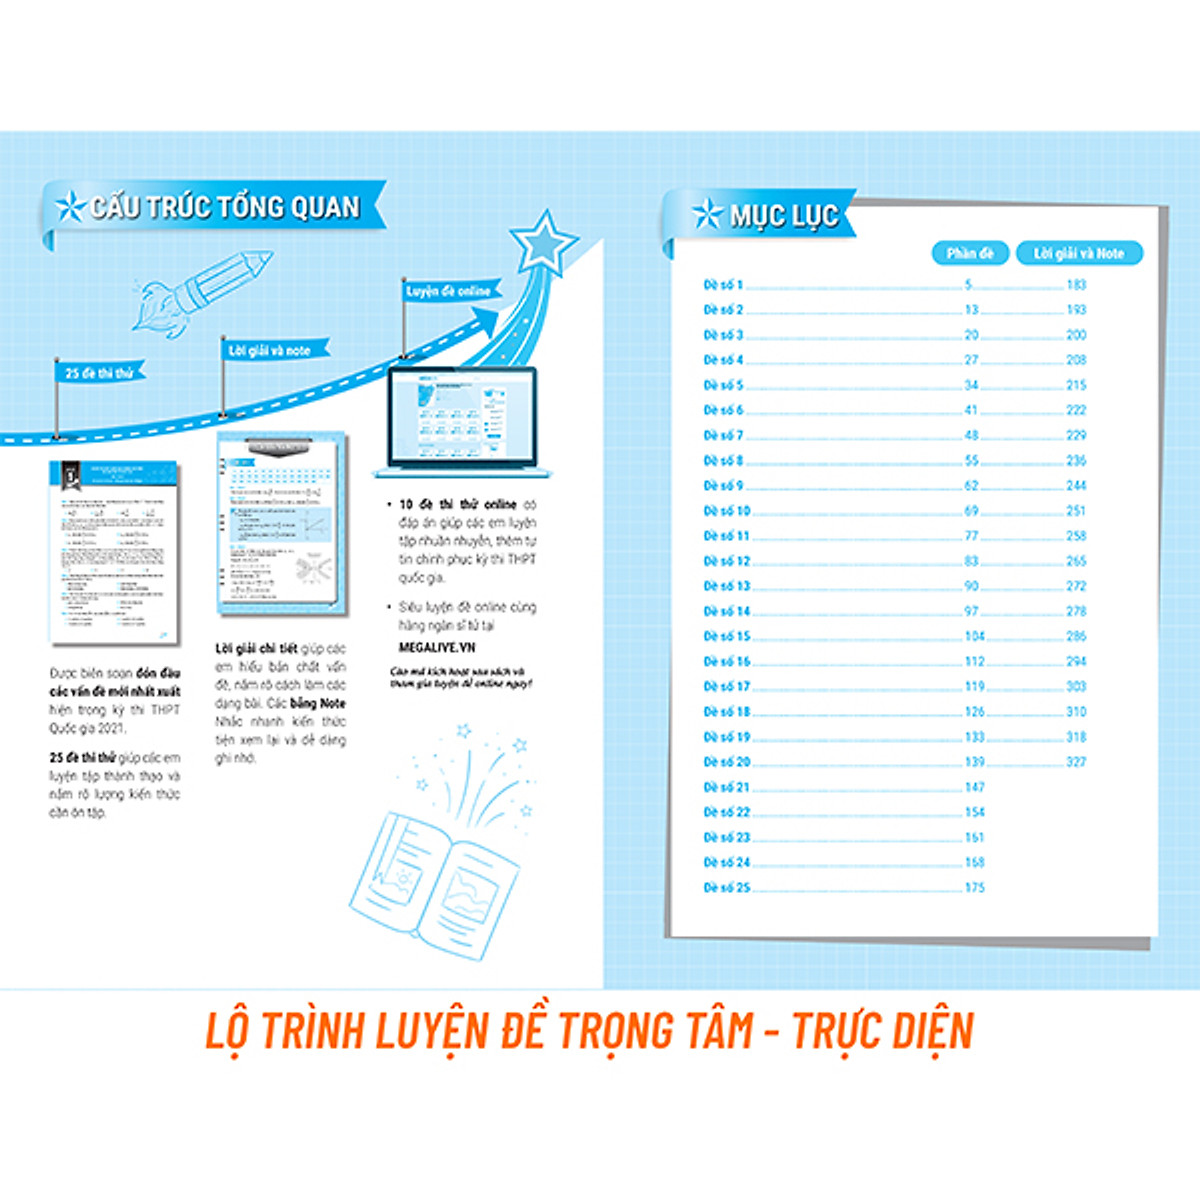 CẤU TRÚC TỔNG QUAN
Luyện đề online
Lời giải và note
25 đề thi thử
Được biên soạn đón đầu
các vấn đề mới nhất xuất
hiện trong kỳ thi THPT
Quốc gia 2021.
25 đề thi thử giúp các em
luyện tập thành thạo và
nắm rõ lượng kiến thức
cần ôn tập.
Lời giải chi tiết giúp các
em hiểu bản chất vấn
đề, nắm rõ cách làm các
dạng bài. Các bảng Note
Nhắc nhanh kiến thức
tiện xem lại và dễ dàng
ghi nhớ.
• 10 đề thi thử online có
đáp án giúp các em luyện
tập nhuần nhuyễn, thêm tự
tin chinh phục kỳ thi THPT
quốc gia.
• Siêu luyện đề online cùng
hàng ngàn sĩ tử tại
MEGALIVE.VN
Cào mã kích hoạt sau sách và
tham gia luyện đề online ngay!
MỤC LỤC
Phần đề Lời giải và Note
Đề số 1 5 183
Đề số 2 13 193
Đề số 3 20 200
Đề số 4 27 208
Đề số 5 34 215
Đề số 6 41 222
Đề số 7 48 229
Đề số 8 55 236
Đề số 9 62 244
Đề số 10 69 251
Đề số 11 77 258
Đề số 12 83 265
Đề số 13 90 272
Đề số 14 97 278
Đề số 15 104 286
Đề số 16 112 294
Đề số 17 119 303
Đề số 18 126 310
Đề số 19 133 318
Đề số 20 139 327
Đề số 21 147
Đề số 22 154
Đề số 23 161
Đề số 24 168
Đề số 25 175
LỘ TRÌNH LUYỆN ĐỀ TRỌNG TÂM - TRỰC DIỆN